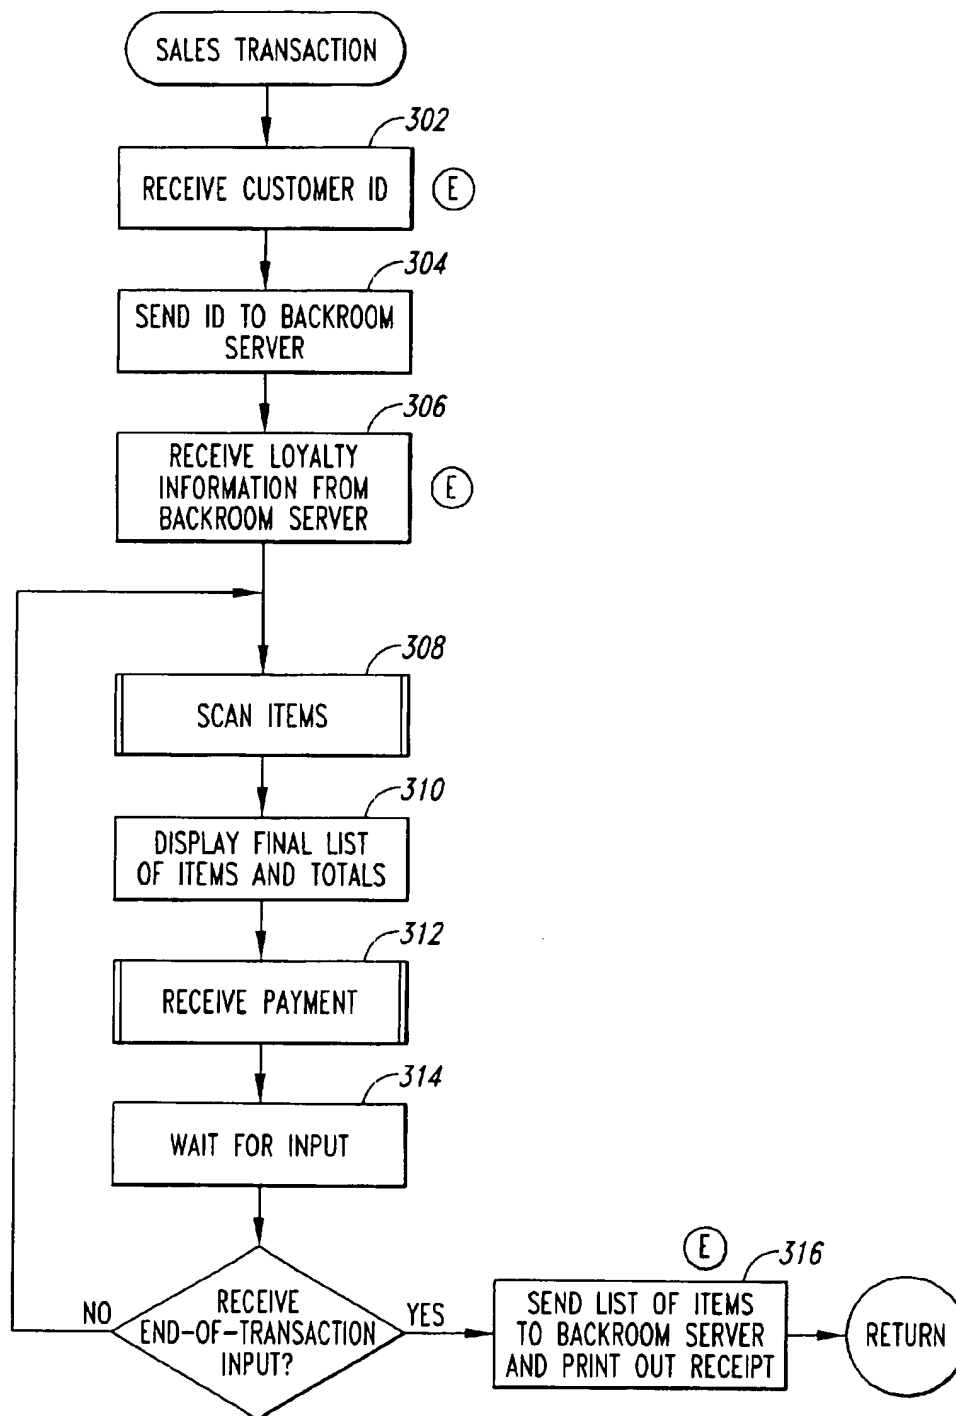 SALES TRANSACTION
302
RECEIVE CUSTOMER ID
E
304
SEND ID TO BACKROOM
SERVER
306
RECEIVE LOYALTY
INFORMATION FROM
BACKROOM SERVER
E
308
SCAN ITEMS
310
DISPLAY FINAL LIST
OF ITEMS AND TOTALS
312
RECEIVE PAYMENT
314
WAIT FOR INPUT
RECEIVE
END-OF-TRANSACTION
INPUT?
NO
YES
E
316
SEND LIST OF ITEMS
TO BACKROOM SERVER
AND PRINT OUT RECEIPT
RETURN